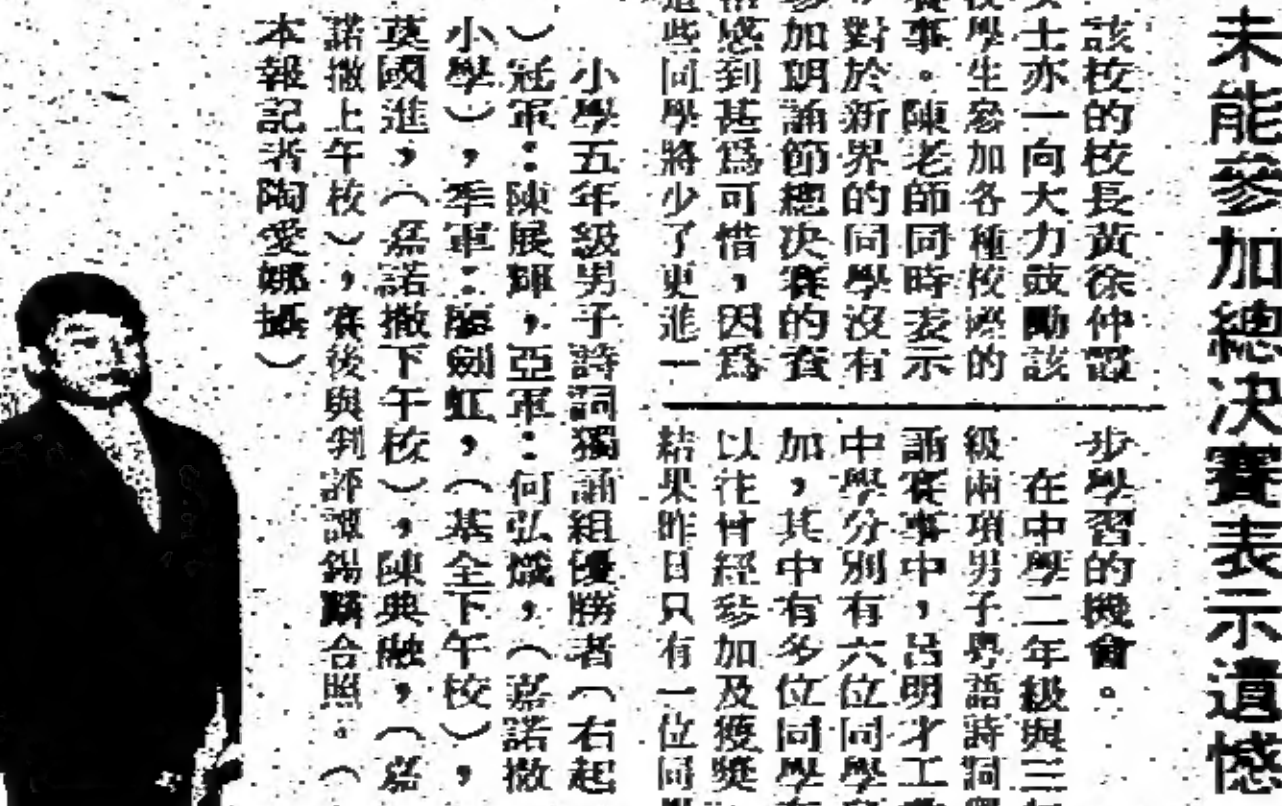 未能參加總決賽表示遺憾
該校的校長黃徐仲
女士亦一向大力鼓勵該
校學生參加各種校際的
賽事。陳老師同時表示
,對於新界的同學沒有
參加朗誦節總決賽的資
格感到甚爲可惜,因爲
這些同學將少了更進一
步學習的機會。
在中學二年級與三年
級兩項男子粵語詩詞
誦賽事中,呂明才工
中學分別有六位同學
加,其中有多位同學
以往曾經參加及獲獎
結果昨日只有一位同
小學五年級男子詩詞獨誦組優勝者(右起
)冠軍:陳展輝,亞軍:何弘熾,(嘉諾撒
小學),季軍:廖劍虹,(基全下午校),
莫國進,(嘉諾撒下午校),陳典融,(嘉
諾撒上午校),賽後與判評譚錫麟合照。(
本報記者陶愛娜攝)